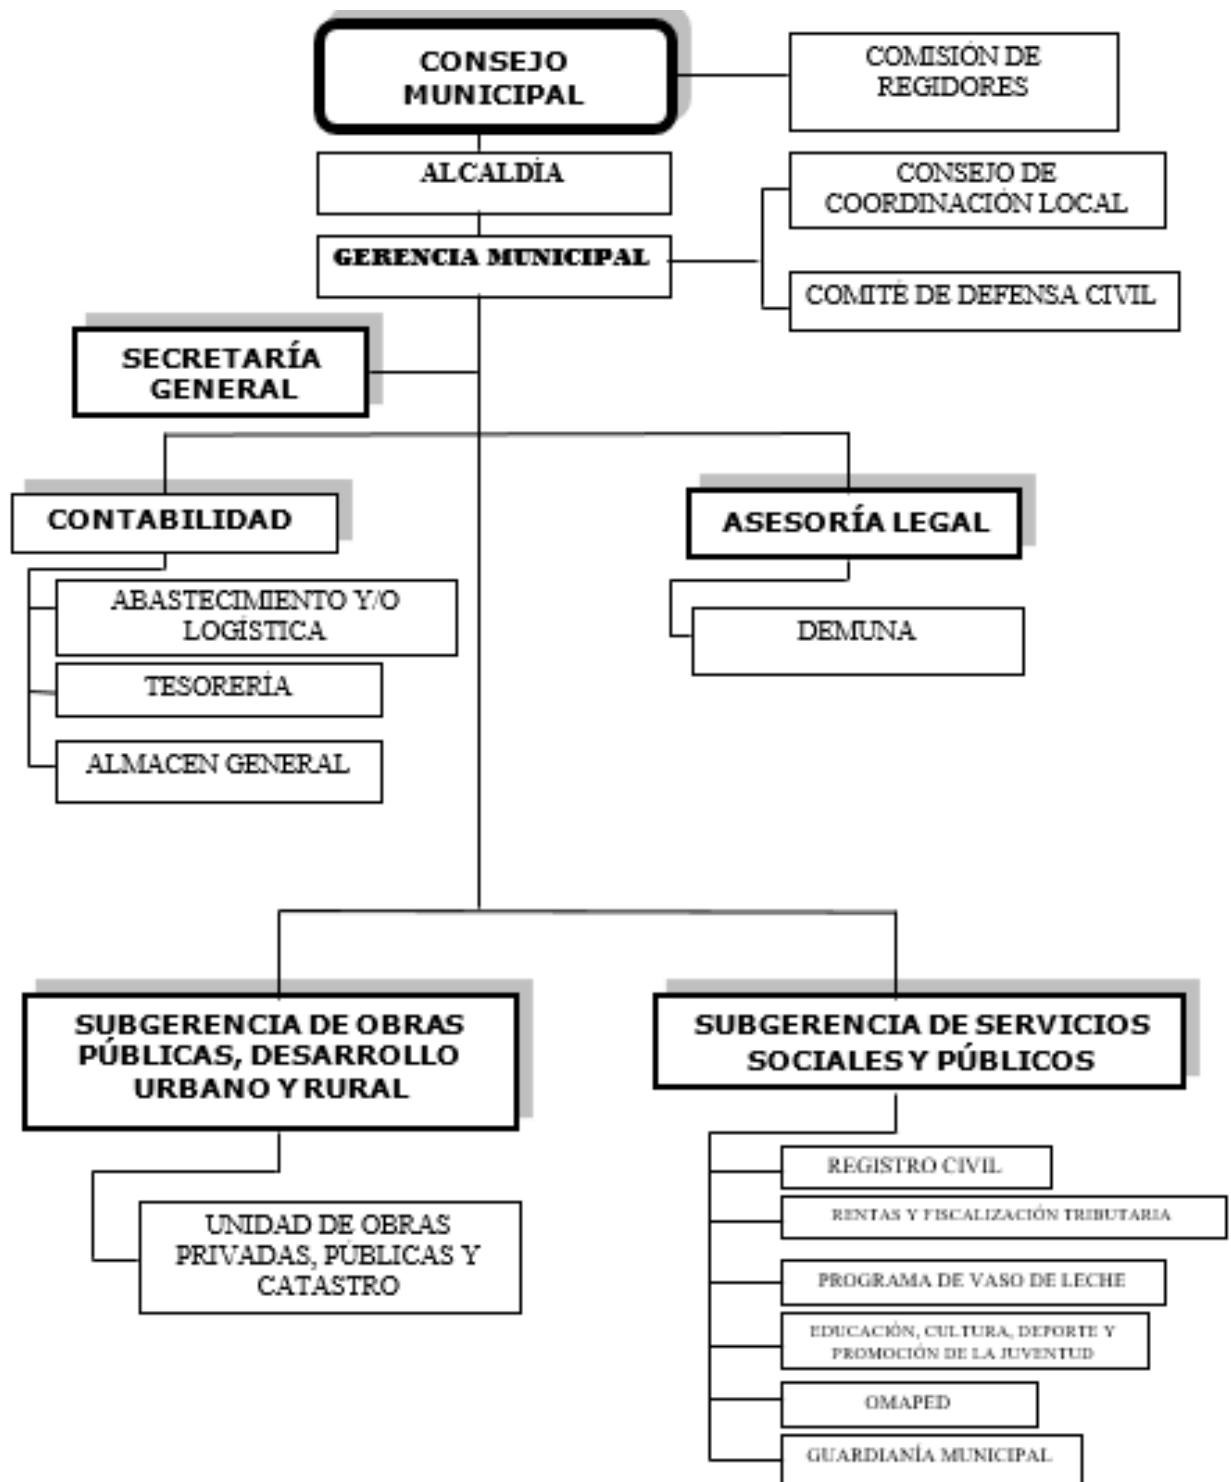 CONSEJO
MUNICIPAL
COMISIÓN DE
REGIDORES
ALCALDÍA
CONSEJO DE
COORDINACIÓN LOCAL
GERENCIA MUNICIPAL
COMITÉ DE DEFENSA CIVIL
SECRETARÍA
GENERAL
CONTABILIDAD
ABASTECIMIENTO Y/O
LOGÍSTICA
TESORERÍA
ALMACEN GENERAL
ASESORÍA LEGAL
DEMUNA
SUBGERENCIA DE OBRAS
PÚBLICAS, DESARROLLO
URBANO Y RURAL
UNIDAD DE OBRAS
PRIVADAS, PÚBLICAS Y
CATASTRO
SUBGERENCIA DE SERVICIOS
SOCIALES Y PÚBLICOS
REGISTRO CIVIL
RENTAS Y FISCALIZACIÓN TRIBUTARIA
PROGRAMA DE VASO DE LECHE
EDUCACIÓN, CULTURA, DEPORTE Y
PROMOCIÓN DE LA JUVENTUD
OMAPED
GUARDIANÍA MUNICIPAL